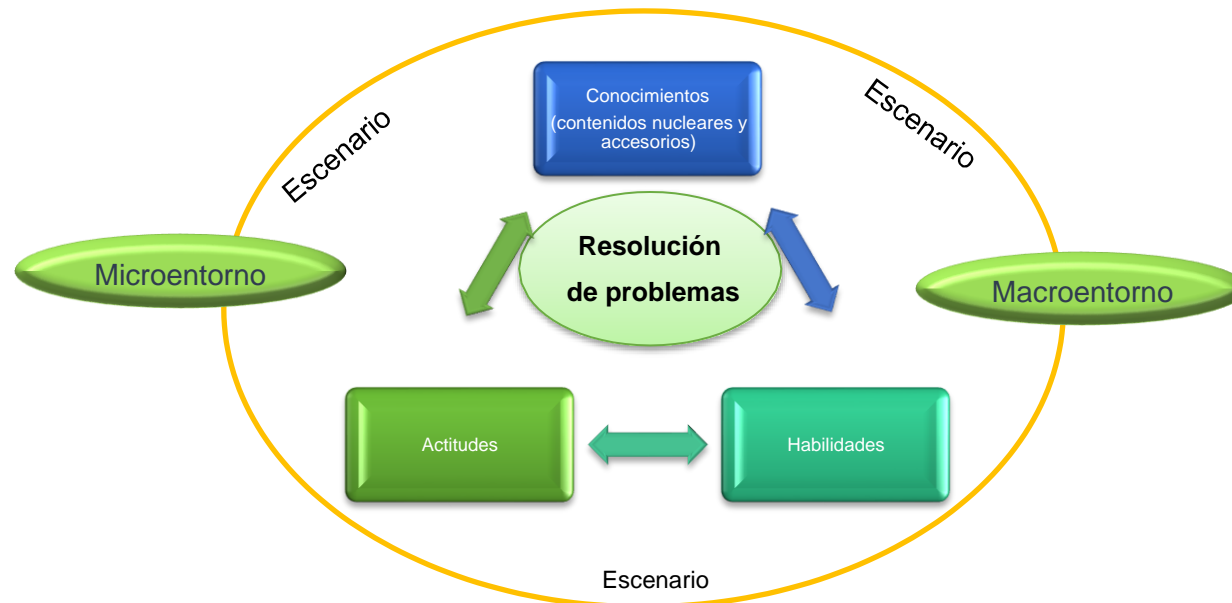 Conocimientos
(contenidos nucleares y
accesorios)
Escenario
Escenario
Resolución
de problemas
Microentorno
Macroentorno
Actitudes
Habilidades
Escenario